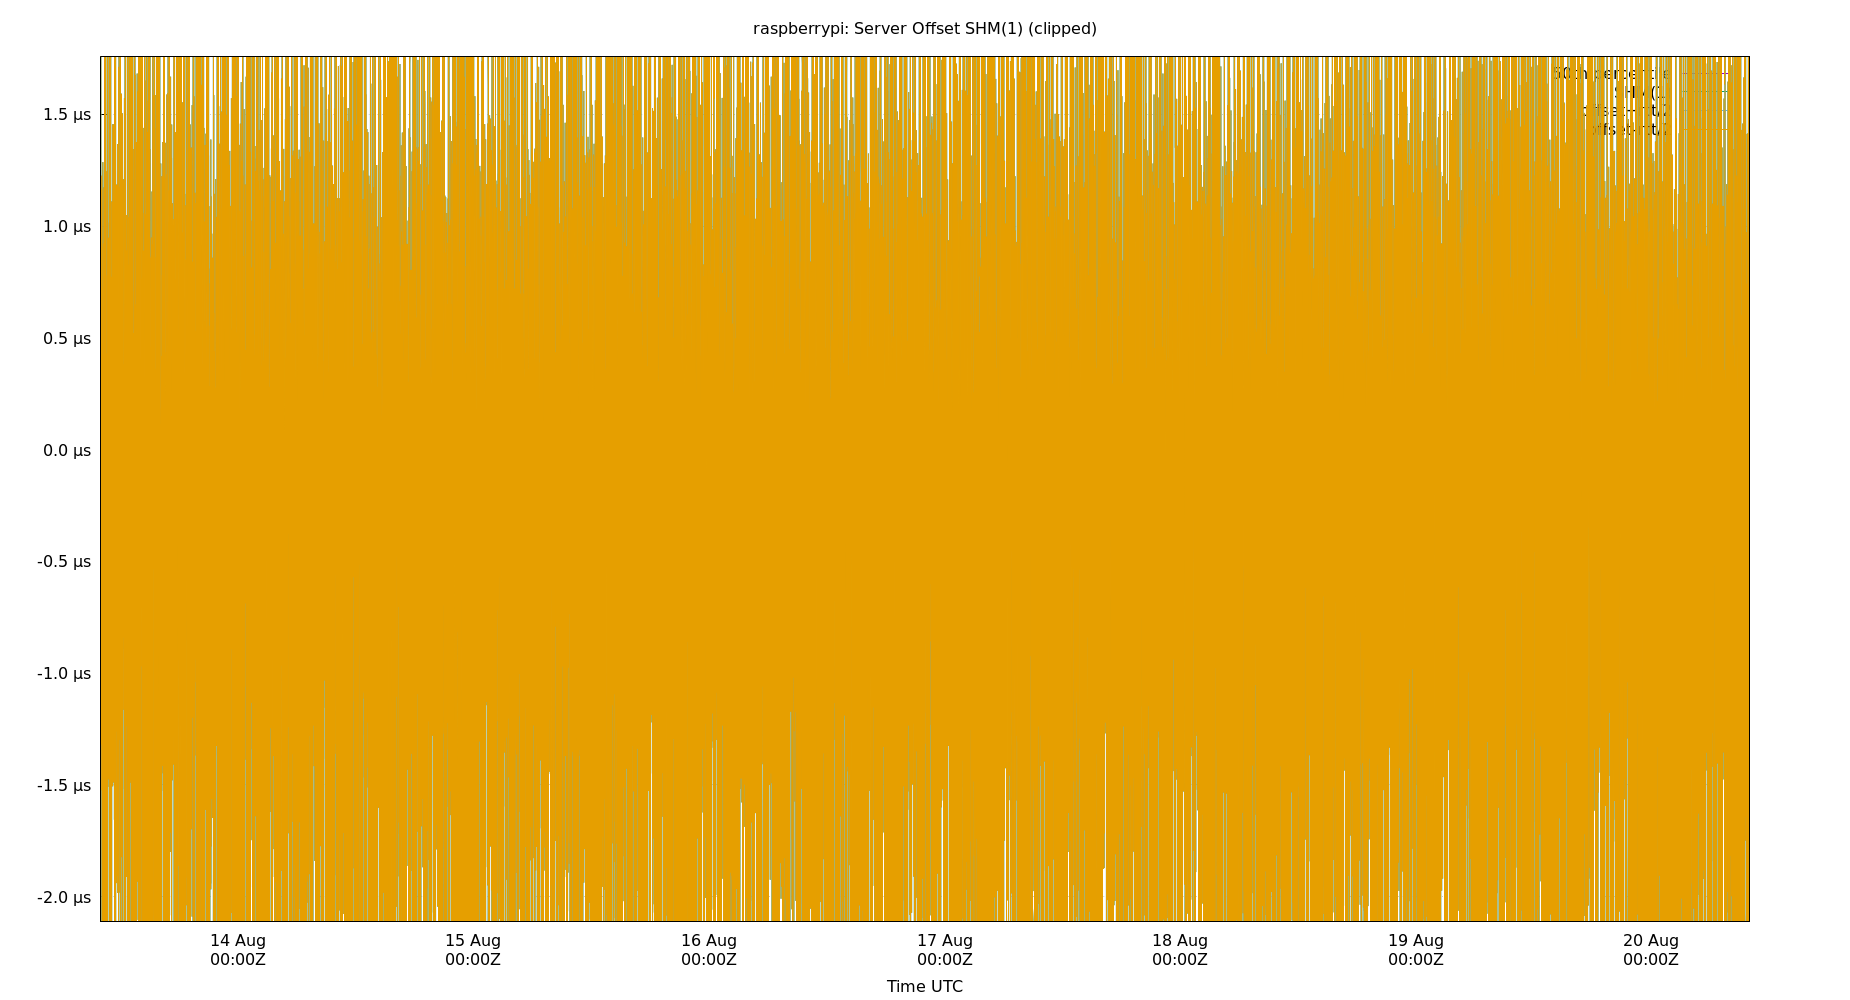 raspberrypi: Server Offset SHM(1) (clipped)
1.5 µs
1.0 µs
0.5 µs
0.0 µs
-0.5 µs
-1.0 µs
-1.5 µs
-2.0 µs
14 Aug 15 Aug 16 Aug 17 Aug 18 Aug 19 Aug 20 Aug
00:00Z 00:00Z 00:00Z 00:00Z 00:00Z 00:00Z 00:00Z
Time UTC